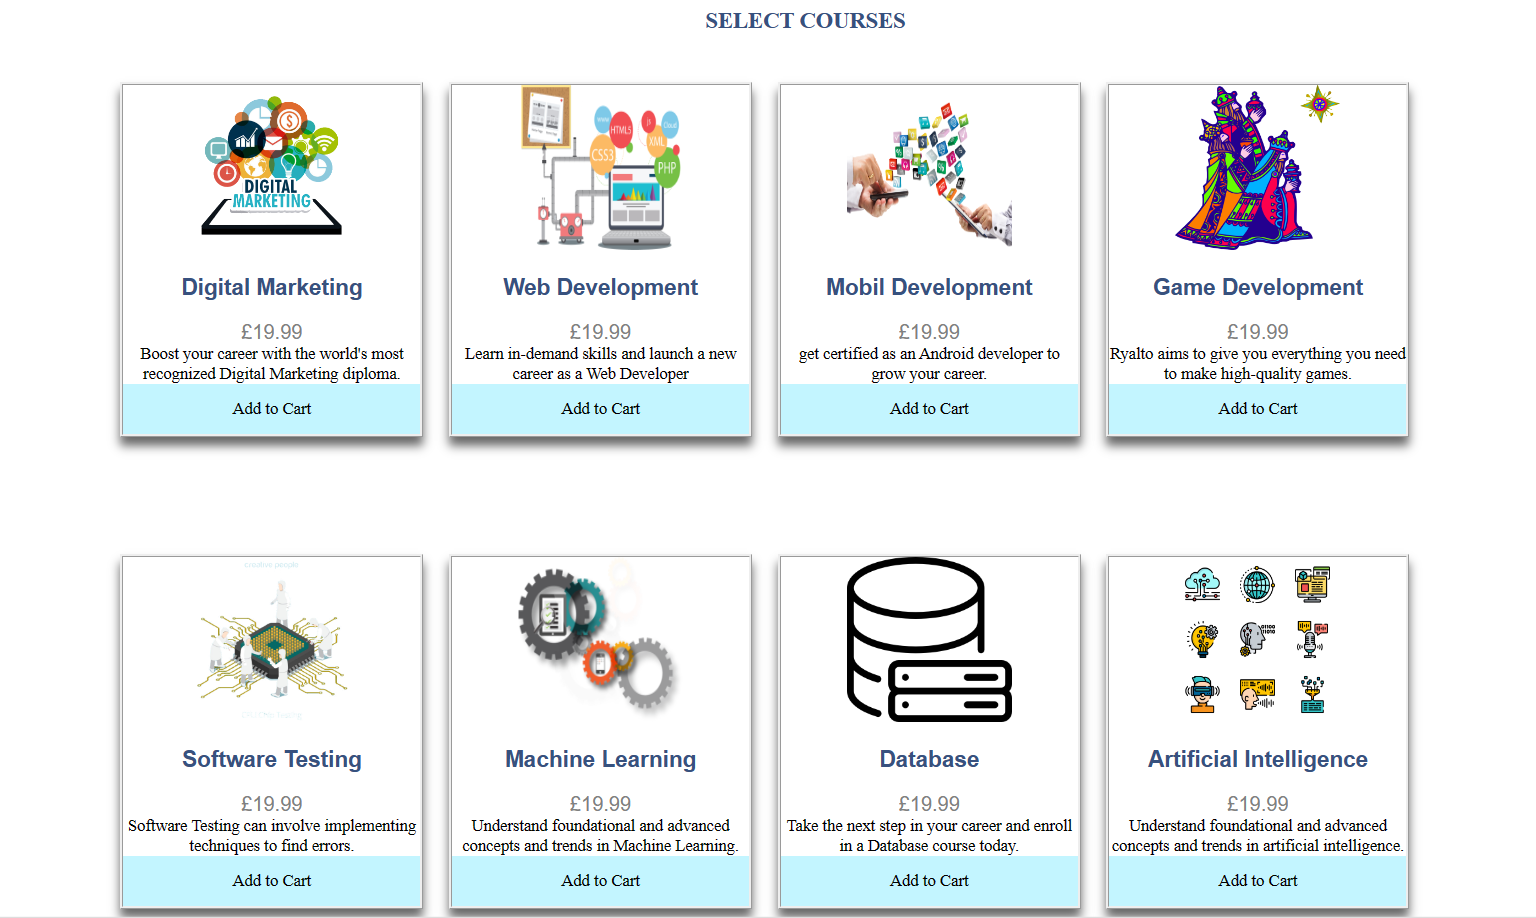 SELECT COURSES
DIGITAL
MARKETING
HTML5
CSS3
XML
PHP
JS
Cloud
Digital Marketing
Web Development
Mobil Development
Game Development
£19.99
£19.99
£19.99
£19.99
Boost your career with the world's most
recognized Digital Marketing diploma.
Learn in-demand skills and launch a new
career as a Web Developer
get certified as an Android developer to
grow your career.
Ryalto aims to give you everything you need
to make high-quality games.
Add to Cart
Add to Cart
Add to Cart
Add to Cart
creative people
01100
11010
Software Testing
Machine Learning
Database
Artificial Intelligence
£19.99
£19.99
£19.99
£19.99
Software Testing can involve implementing
techniques to find errors.
Understand foundational and advanced
concepts and trends in Machine Learning.
Take the next step in your career and enroll
in a Database course today.
Understand foundational and advanced
concepts and trends in artificial intelligence.
Add to Cart
Add to Cart
Add to Cart
Add to Cart